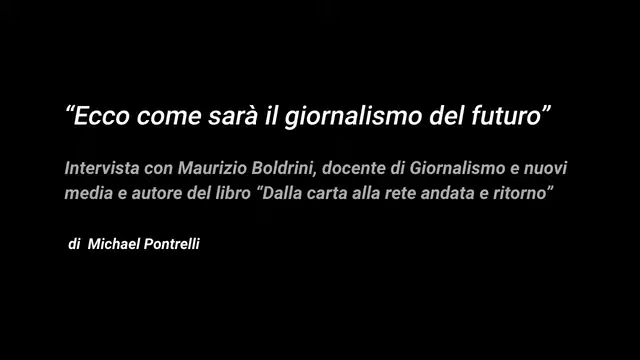 “Ecco come sarà il giornalismo del futuro”
Intervista con Maurizio Boldrini, docente di Giornalismo e nuovi
media e autore del libro “Dalla carta alla rete andata e ritorno”
di Michael Pontrelli